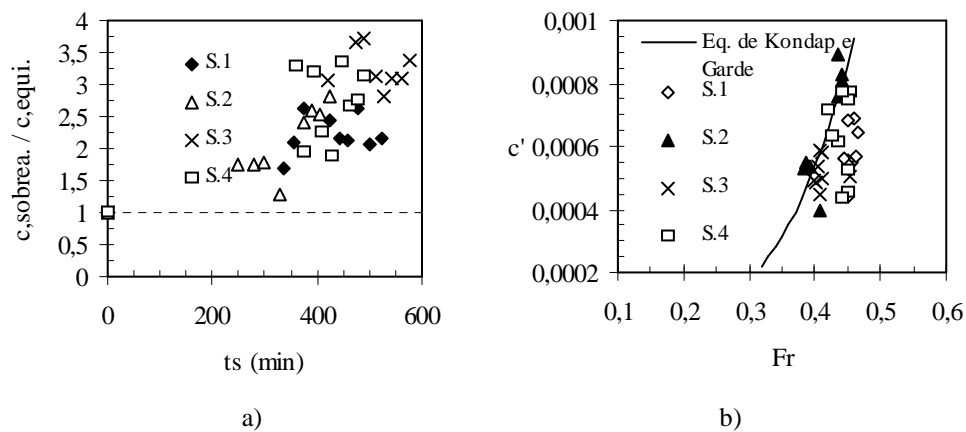 4
3,5
3
2,5
2
1,5
1
0,5
0
c,sobrea. / c,equi.
S.1
S.2
S.3
S.4
0
200
400
600
ts (min)
a)
0,001
0,0008
0,0006
0,0004
0,0002
c'
Eq. de Kondap e
Garde
S.1
S.2
S.3
S.4
0,1
0,2
0,3
0,4
0,5
0,6
Fr
b)